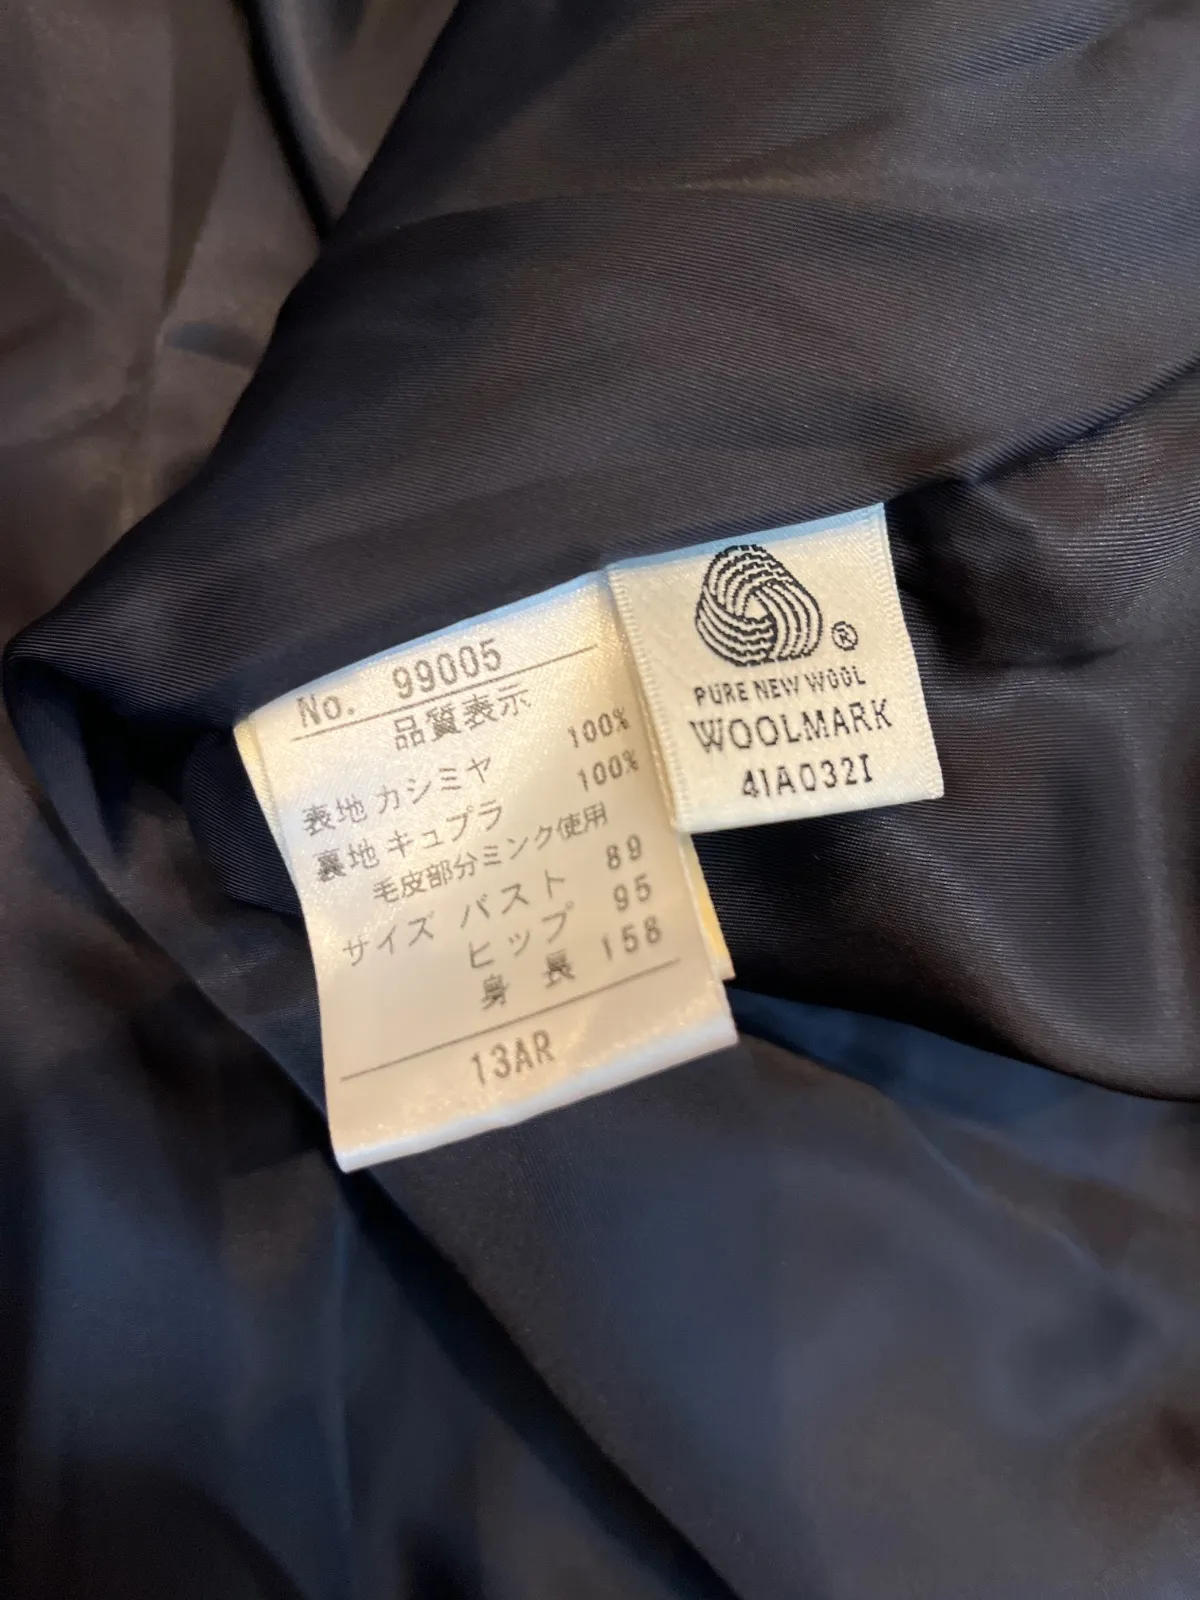 No. 99005
品質表示
表地 カシミヤ 100%
裏地 キュプラ 100%
毛皮部分ミンク使用
サイズ バスト 89
ヒップ 95
身長 158
13AR
®
PURE NEW WOOL
WOOLMARK
41A032I